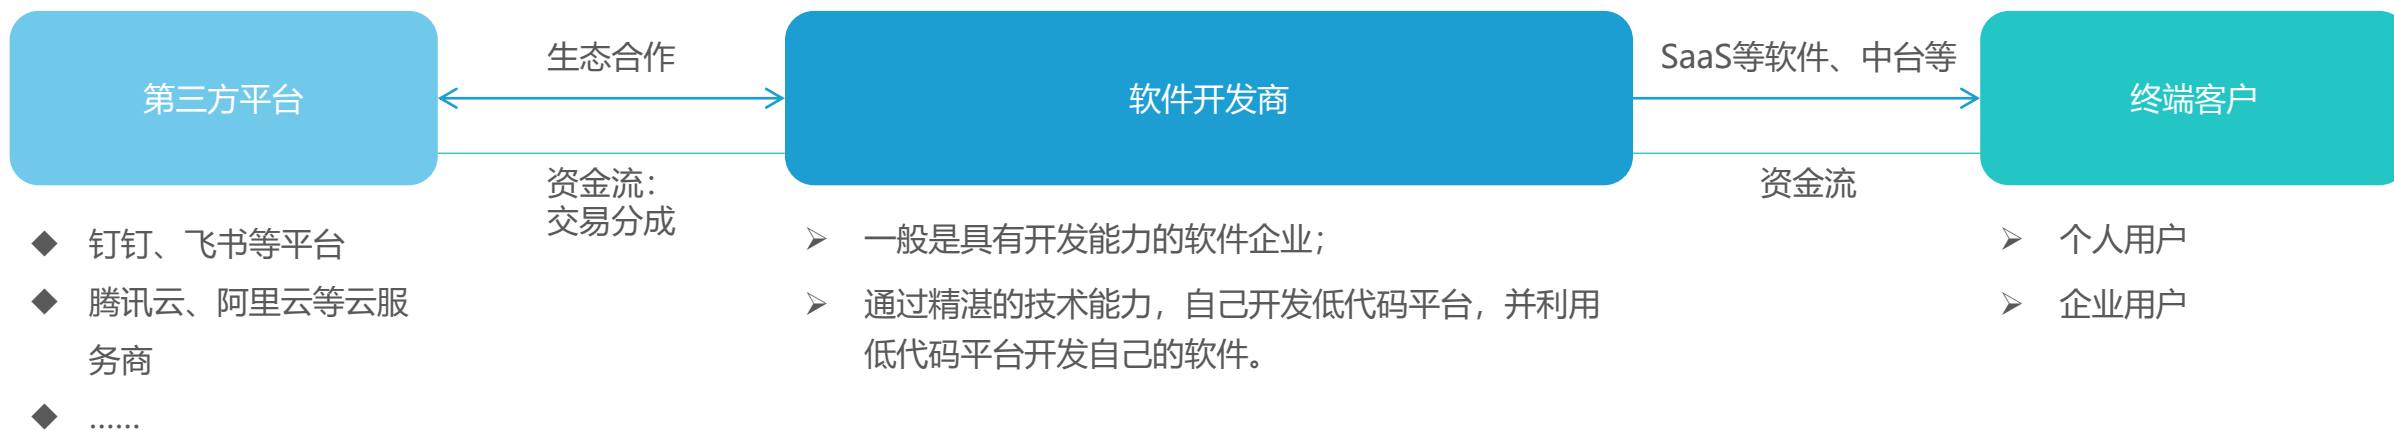 第三方平台
生态合作
资金流：
交易分成
软件开发商
SaaS等软件、中台等
资金流
终端客户
◆ 钉钉、飞书等平台
◆ 腾讯云、阿里云等云服
务商
◆ ……
➢ 一般是具有开发能力的软件企业；
➢ 通过精湛的技术能力，自己开发低代码平台，并利用
低代码平台开发自己的软件。
➢ 个人用户
➢ 企业用户